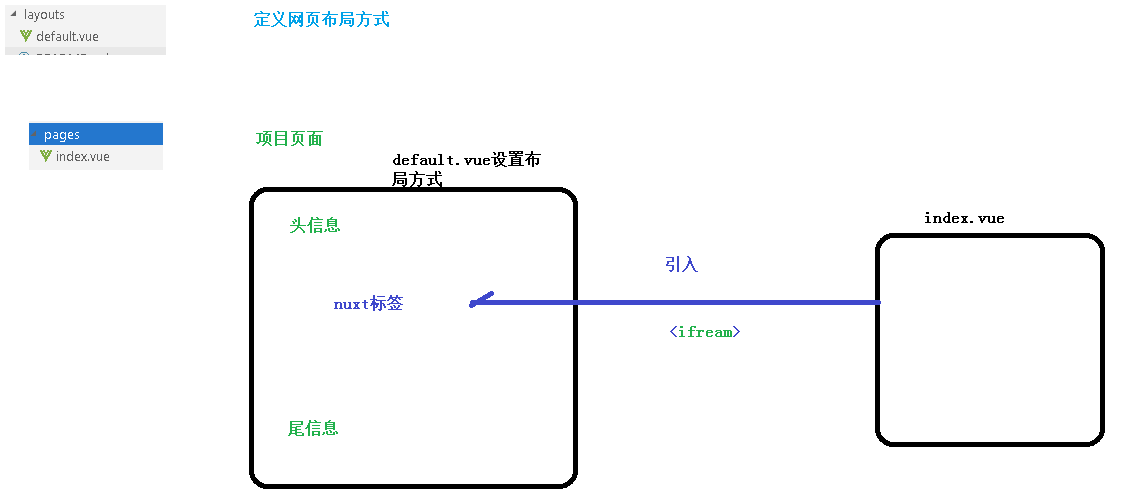 layouts
定义网页布局方式
default.vue
pages
项目页面
index.vue
default.vue设置布
局方式
头信息
index.vue
引入
nuxt标签
<ifream>
尾信息